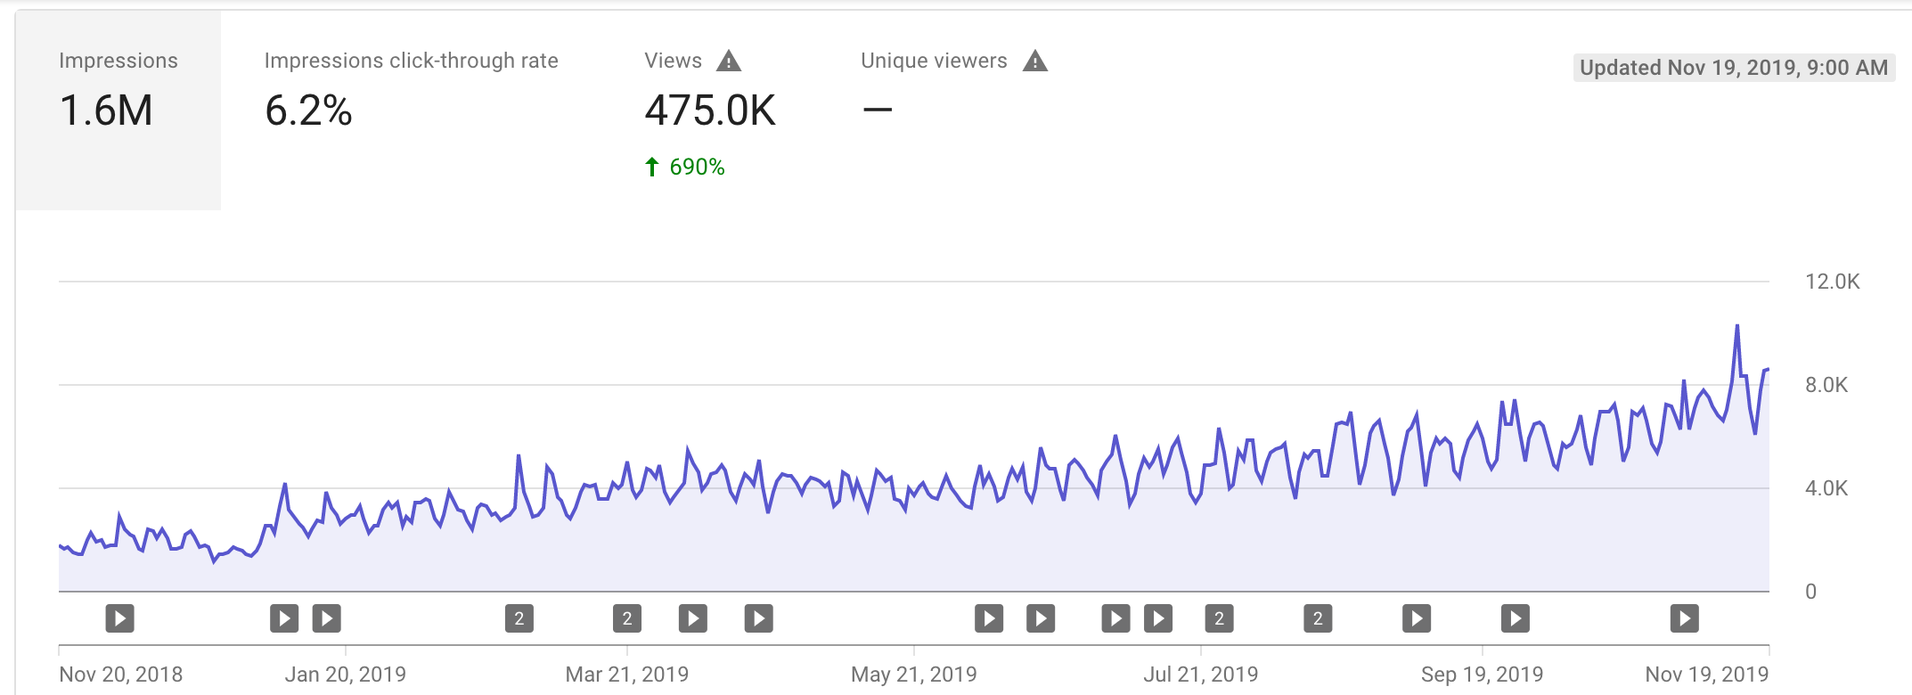 Impressions
1.6M
Impressions click-through rate
6.2%
Views
475.0K
690%
Unique viewers
—
Updated Nov 19, 2019, 9:00 AM
12.0K
8.0K
4.0K
0
2 2 2 2
Nov 20, 2018 Jan 20, 2019 Mar 21, 2019 May 21, 2019 Jul 21, 2019 Sep 19, 2019 Nov 19, 2019